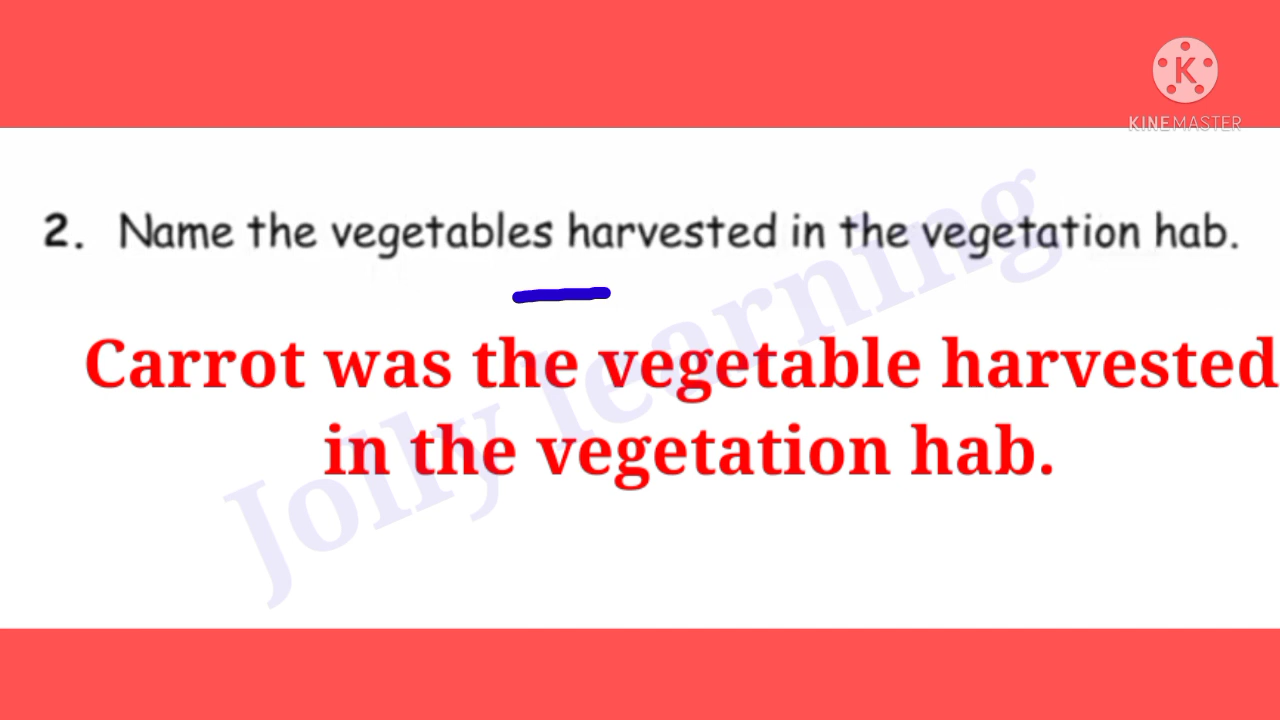 K
KINEMASTER
2. Name the vegetables harvested in the vegetation hab.
Carrot was the vegetable harvested
in the vegetation hab.
Jolly learning